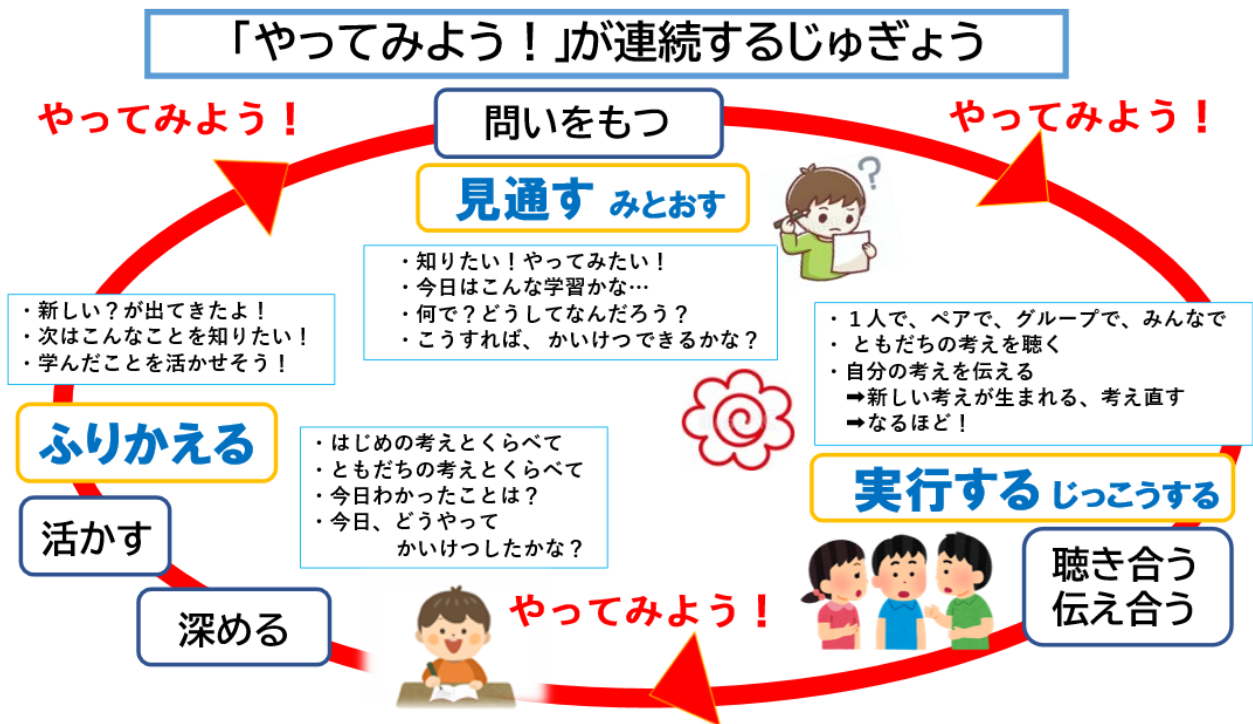 「やってみよう！」が連続するじゅぎょう
やってみよう！
問いをもつ
やってみよう！
見通す みとおす
・知りたい！やってみたい！
・今日はこんな学習かな…
・何で？どうしてなんだろう？
・こうすれば、かいけつできるかな？
・新しい？が出てきたよ！
・次はこんなことを知りたい！
・学んだことを活かせそう！
・１人で、ペアで、グループで、みんなで
・ともだちの考えを聴く
・自分の考えを伝える
➡新しい考えが生まれる、考え直す
➡なるほど！
ふりかえる
・はじめの考えとくらべて
・ともだちの考えとくらべて
・今日わかったことは？
・今日、どうやって
かいけつしたかな？
実行する じっこうする
活かす
聴き合う
伝え合う
深める
やってみよう！